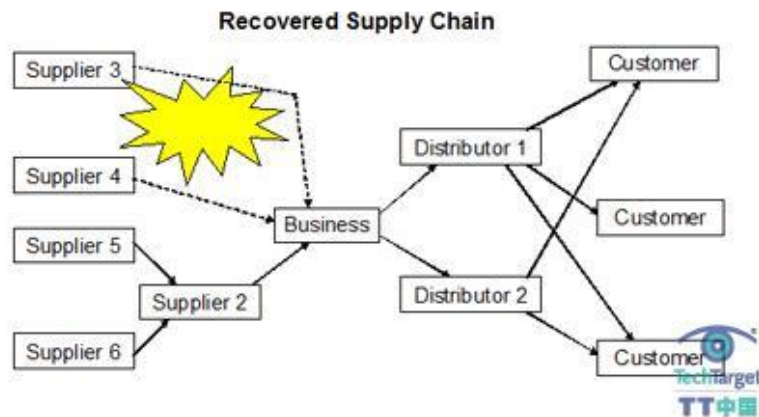 Recovered Supply Chain
Supplier 3
Customer
Distributor 1
Supplier 4
Business
Customer
Supplier 5
Supplier 2
Distributor 2
Supplier 6
Customer
TechTarget
TT中国